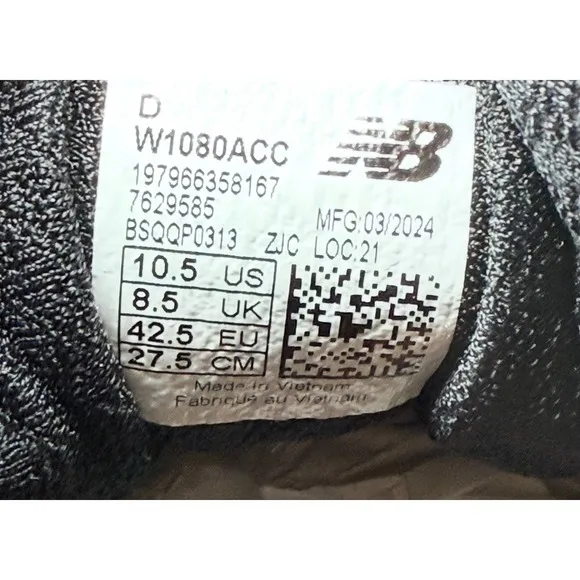 D
W1080ACC
197966358167
7629585
BSQQP0313 ZJC
MFG:03/2024
LOC:21
10.5 US
8.5 UK
42.5 EU
27.5 CM
NB
Made in Vietnam
Fabriqué au Vietnam